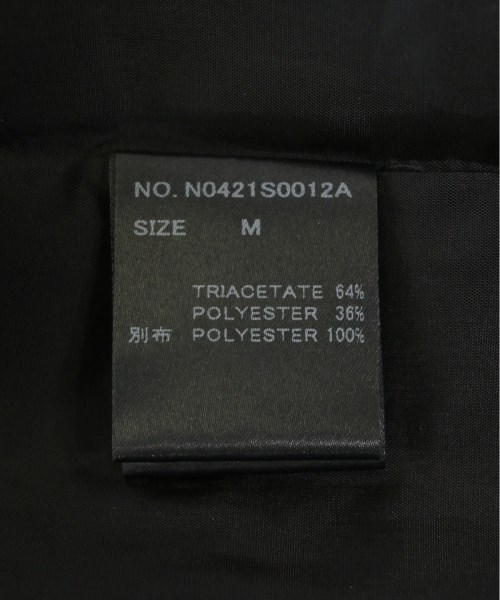 NO. N0421S0012A
SIZE M
TRIACETATE 64%
POLYESTER 36%
別布 POLYESTER 100%